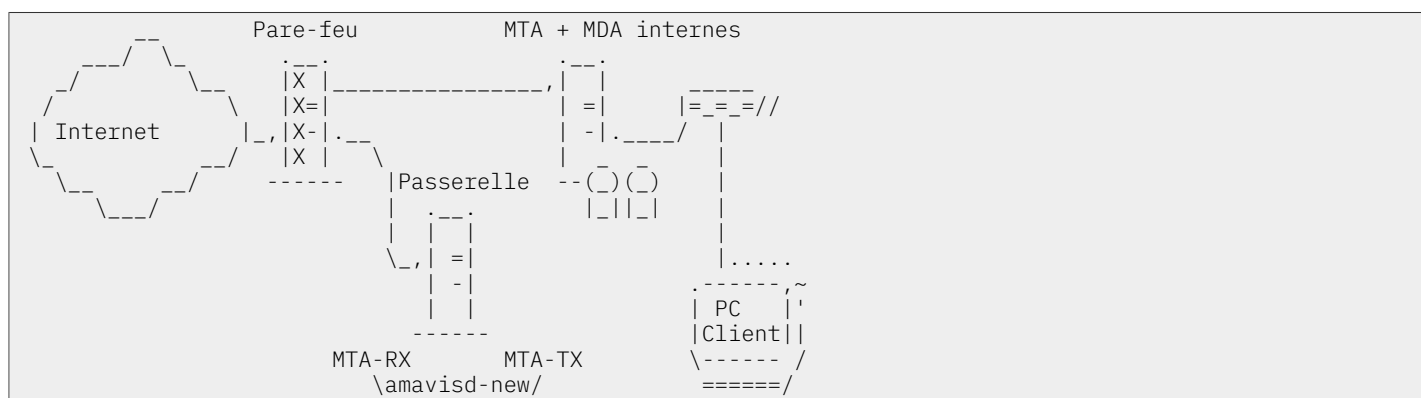 Pare-feu MTA + MDA internes
Internet
Passerelle
PC
Client
MTA-RX MTA-TX
\amavisd-new/